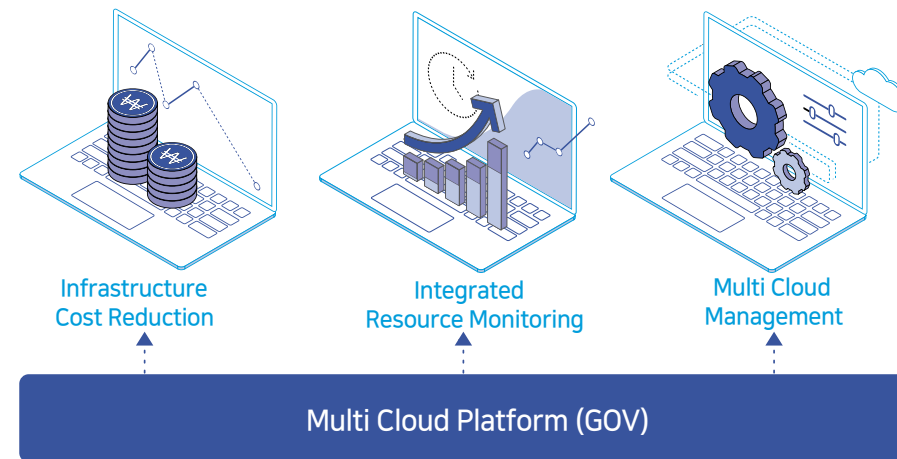 ₩
₩
Infrastructure
Cost Reduction
Integrated
Resource Monitoring
Multi Cloud
Management
Multi Cloud Platform (GOV)